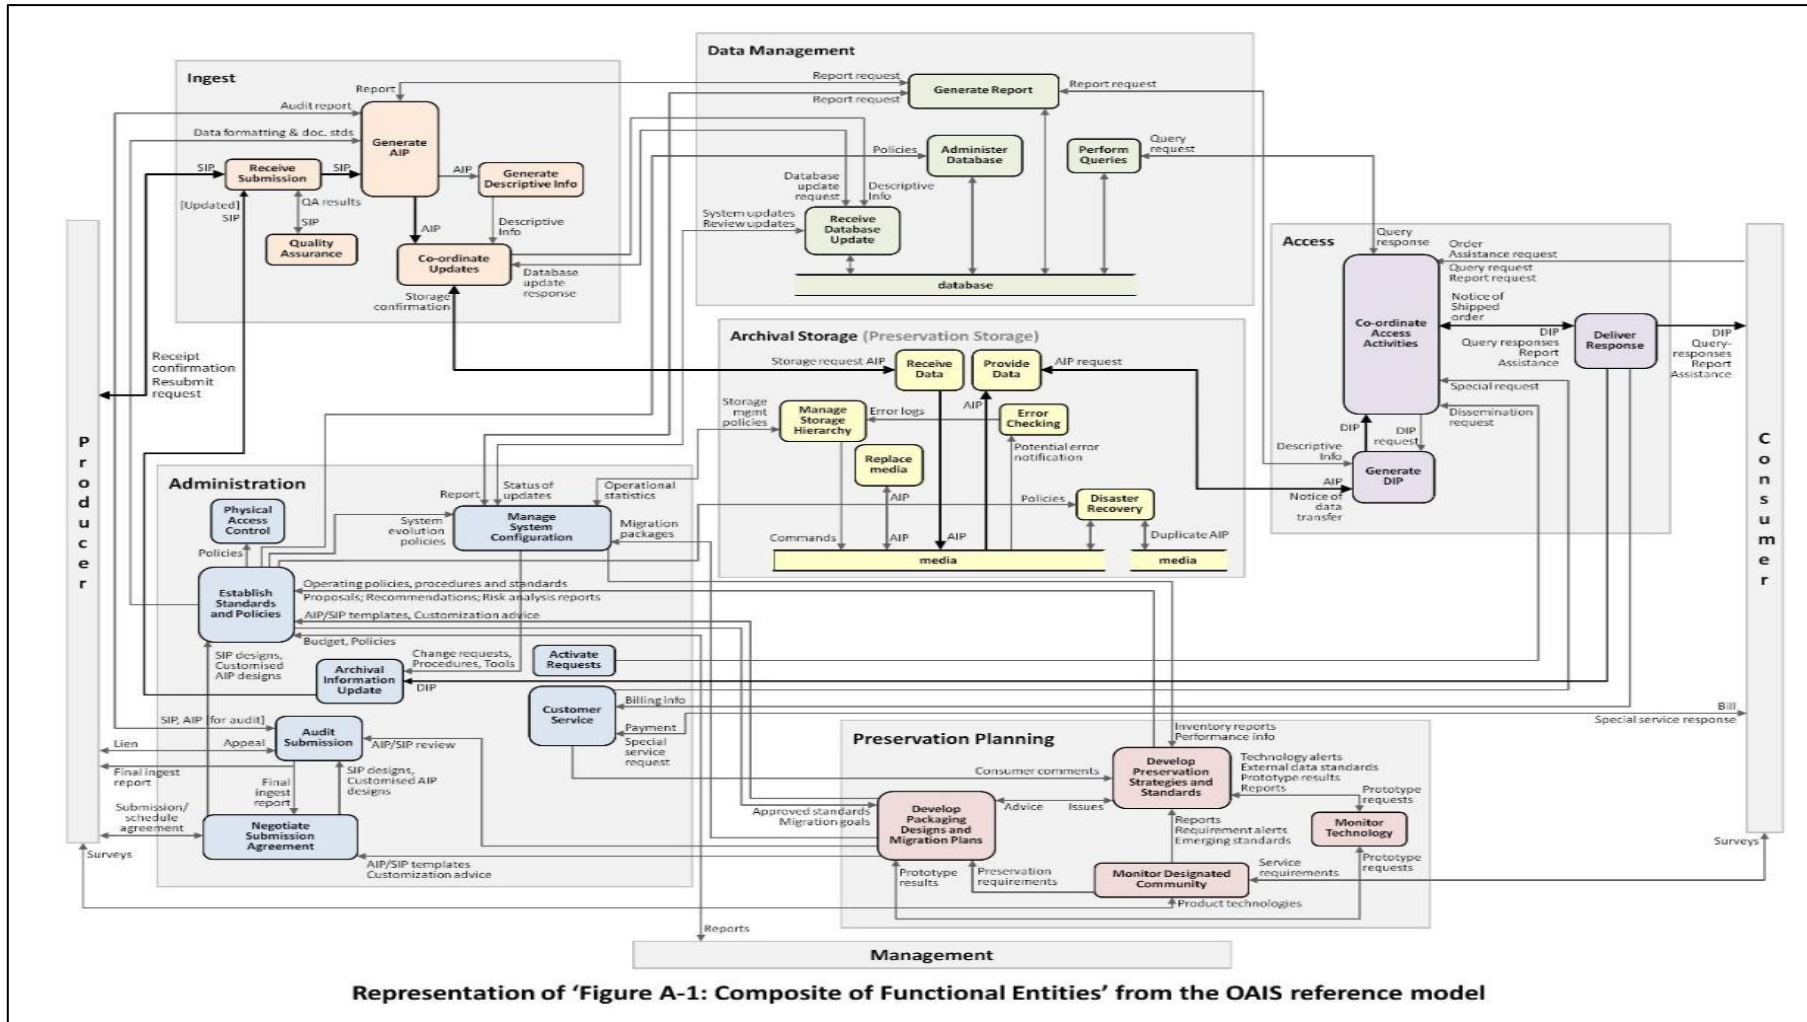 Data Management
Ingest
Report
Report request
Report request
Generate Report
Report request
Audit report
Data formatting & doc. stds
Generate
AIP
Policies
Administer
Database
Perform
Queries
Query
request
SIP
Receive
Submission
SIP
AIP
Generate
Descriptive Info
[Updated]
SIP
QA results
SIP
Quality
Assurance
AIP
Descriptive
Info
Co-ordinate
Updates
Storage
confirmation
Database
update
response
Database
update
request
Descriptive
Info
System updates
Review updates
Receive
Database
Update
database
Access
Query
response
Order
Assistance request
Query request
Report request
Notice of
Shipped
order
Co-ordinate
Access
Activities
DIP
Query responses
Report
Assistance
Deliver
Response
DIP
Query-
responses
Report
Assistance
Special request
Dissemination
request
DIP
DIP
request
Descriptive
Info
Generate
DIP
AIP
Notice of
data
transfer
Receipt
confirmation
Resubmit
request
Archival Storage (Preservation Storage)
Storage request AIP
Receive
Data
Provide
Data
AIP request
AIP
Storage
mgmt
policies
Manage
Storage
Hierarchy
Error logs
Error
Checking
Replace
media
Potential error
notification
AIP
Policies
Disaster
Recovery
Commands
AIP
AIP
Duplicate AIP
media
media
Producer
Consumer
Administration
Physical
Access
Control
Policies
Report
Status of
updates
Operational
statistics
System
evolution
policies
Manage
System
Configuration
Migration
packages
Establish
Standards
and Policies
Operating policies, procedures and standards
Proposals; Recommendations; Risk analysis reports
AIP/SIP templates, Customization advice
Budget, Policies
SIP designs,
Customised
AIP designs
Archival
Information
Update
Change requests,
Procedures, Tools
DIP
Activate
Requests
Customer
Service
Billing info
Payment
Special
service
request
Bill
Special service response
SIP, AIP [for audit]
Audit
Submission
Lien
Appeal
AIP/SIP review
Final ingest
report
Final
ingest
report
SIP designs,
Customised AIP
designs
Submission/
schedule
agreement
Negotiate
Submission
Agreement
Surveys
AIP/SIP templates
Customization advice
Preservation Planning
Inventory reports
Performance info
Consumer comments
Develop
Preservation
Strategies and
Standards
Technology alerts
External data standards
Prototype results
Reports
Prototype
requests
Approved standards
Migration goals
Develop
Packaging
Designs and
Migration Plans
Advice
Issues
Reports
Requirement alerts
Emerging standards
Monitor
Technology
Prototype
results
Preservation
requirements
Monitor Designated
Community
Service
requirements
Prototype
requests
Product technologies
Surveys
Reports
Management
Representation of ‘Figure A-1: Composite of Functional Entities’ from the OAIS reference model